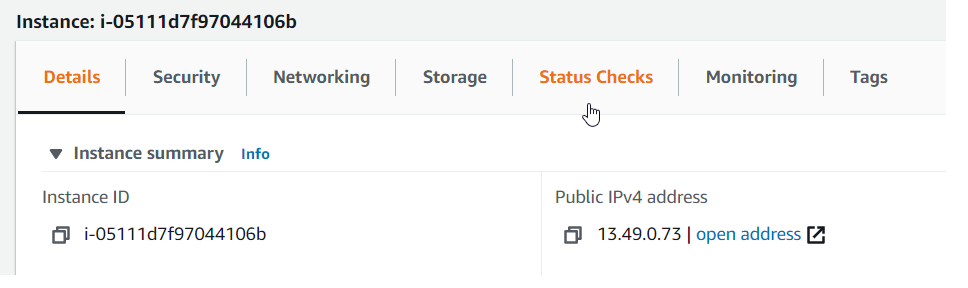 Instance: i-05111d7f97044106b
Details Security Networking Storage Status Checks Monitoring Tags
Instance summary Info
Instance ID Public IPv4 address
i-05111d7f97044106b 13.49.0.73 | open address